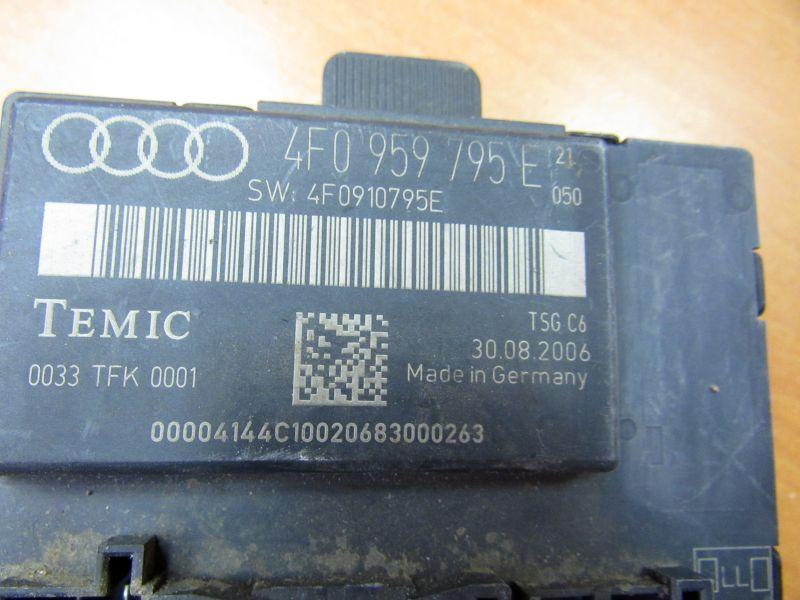 4F0 959 795 E 21
SW: 4F0910795E 050
TEMIC
TSG C6
30.08.2006
0033 TFK 0001
Made in Germany
00004144C10020683000263